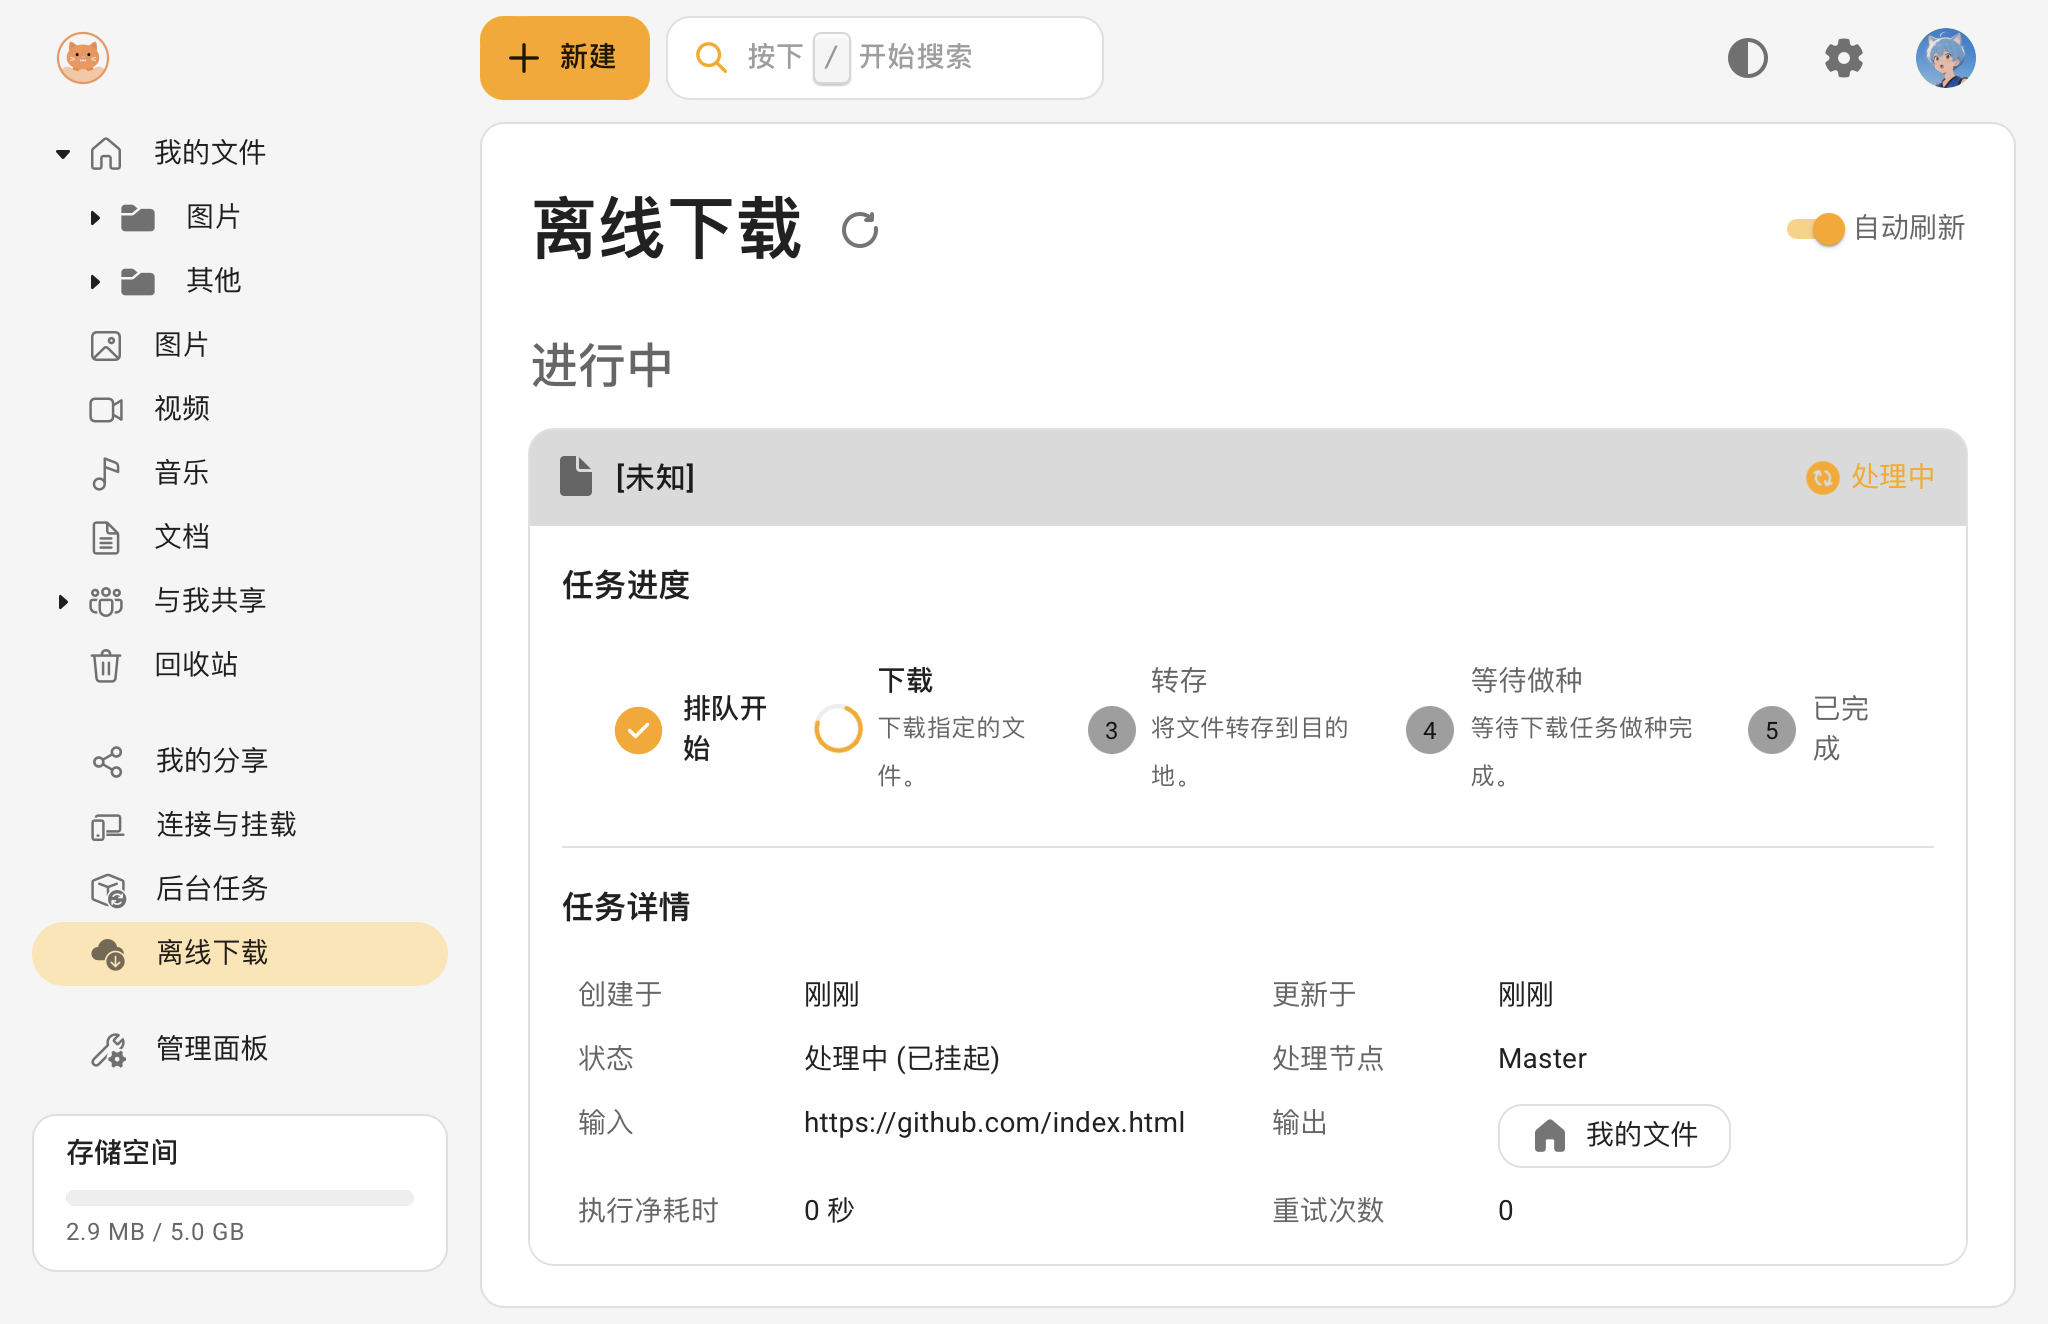 新建
按下 / 开始搜索
我的文件
图片
其他
图片
视频
音乐
文档
与我共享
回收站
我的分享
连接与挂载
后台任务
离线下载
管理面板
存储空间
2.9 MB / 5.0 GB
离线下载
自动刷新
进行中
[未知]
处理中
任务进度
排队开
始
下载
下载指定的文
件。
3
转存
将文件转存到目的
地。
4
等待做种
等待下载任务做种完
成。
5
已完
成
任务详情
创建于
刚刚
更新于
刚刚
状态
处理中 (已挂起)
处理节点
Master
输入
https://github.com/index.html
输出
我的文件
执行净耗时
0 秒
重试次数
0